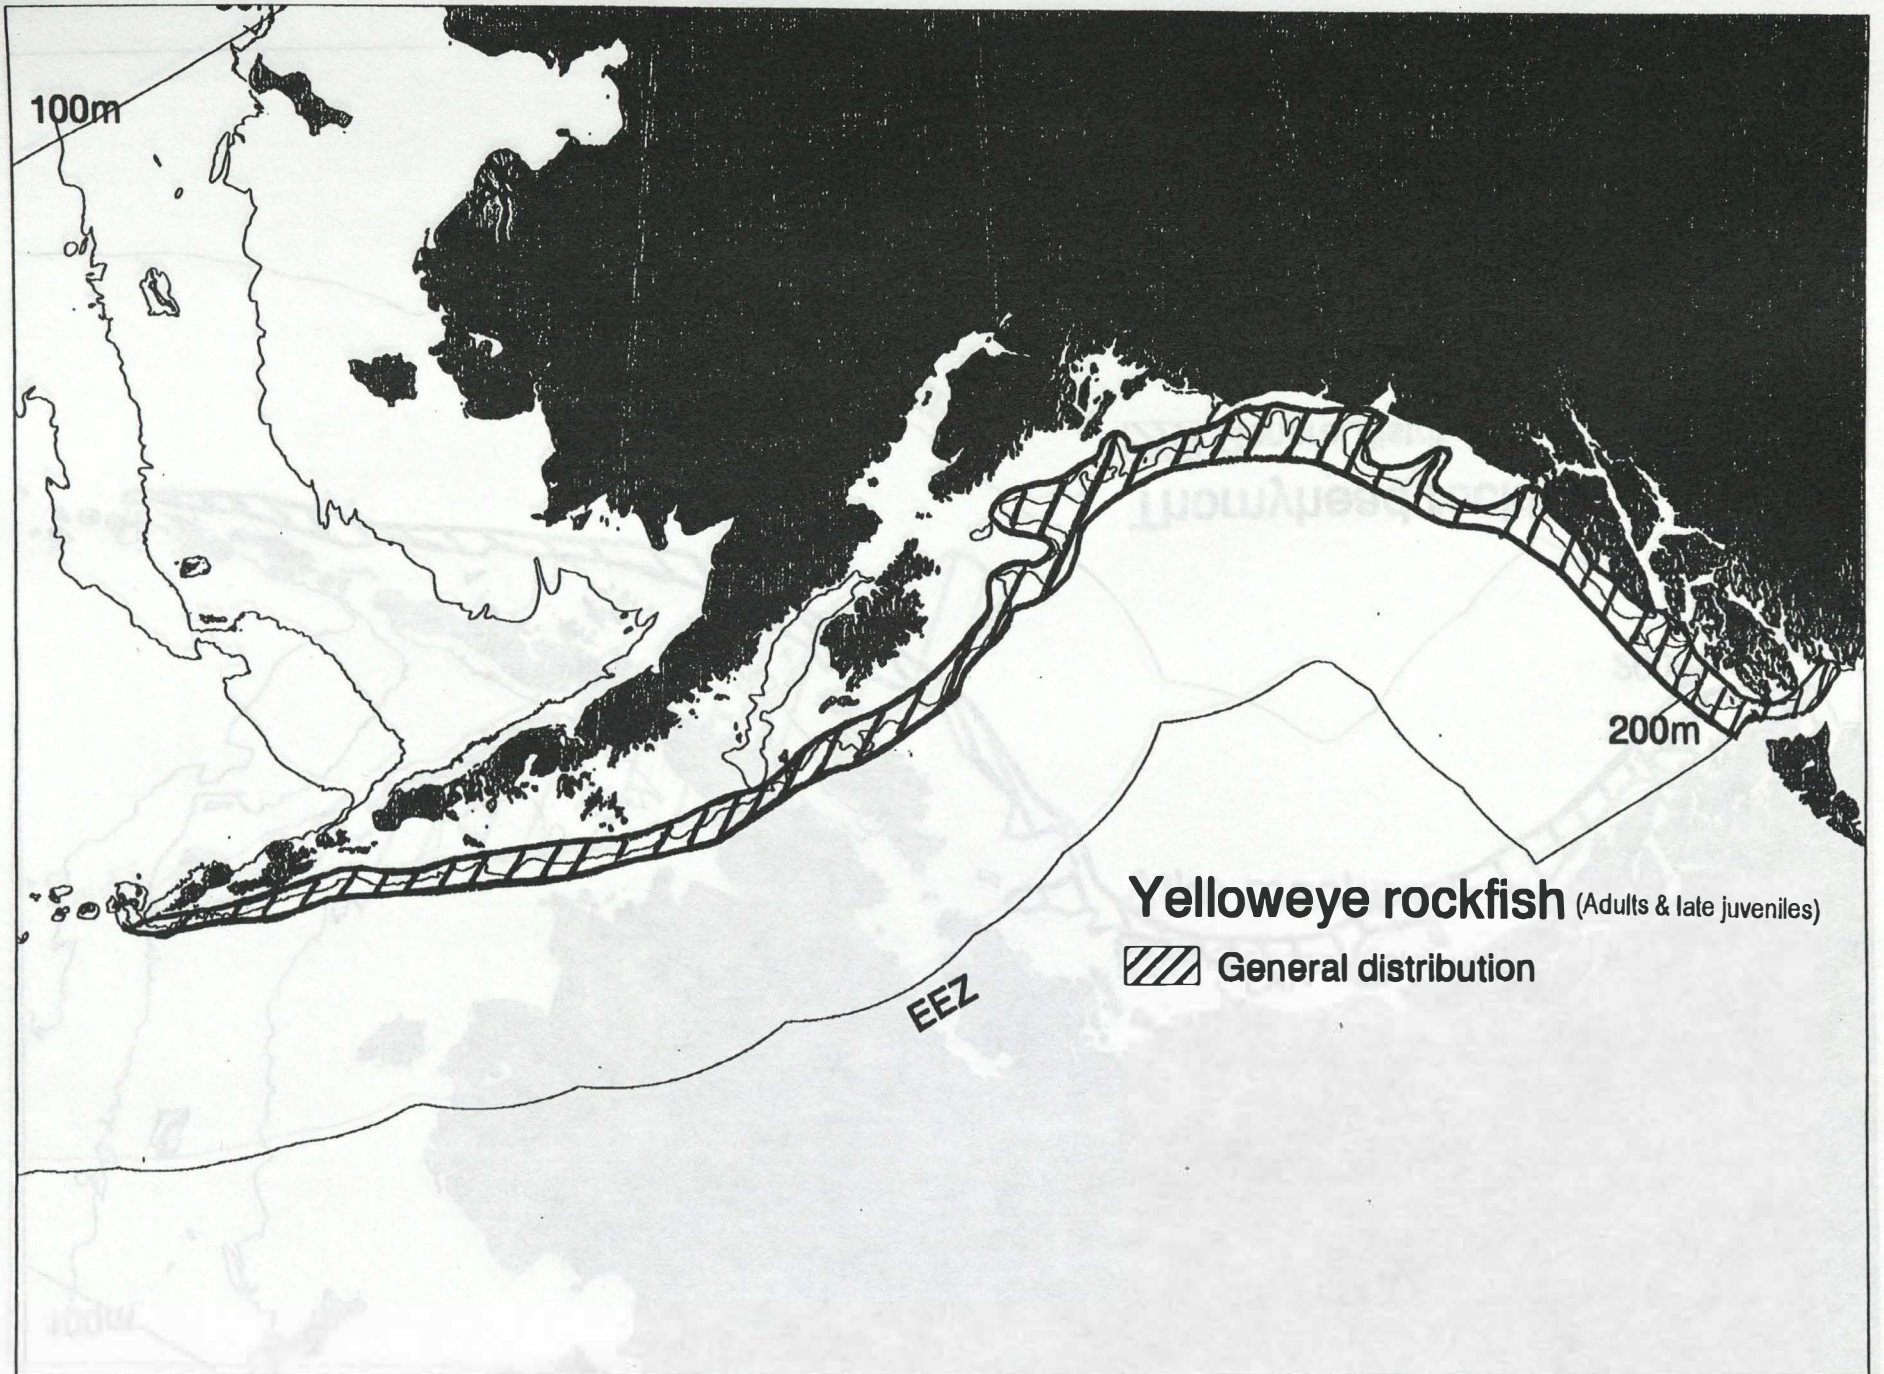 100m
200m
Yelloweye rockfish (Adults & late juveniles)
General distribution
EEZ